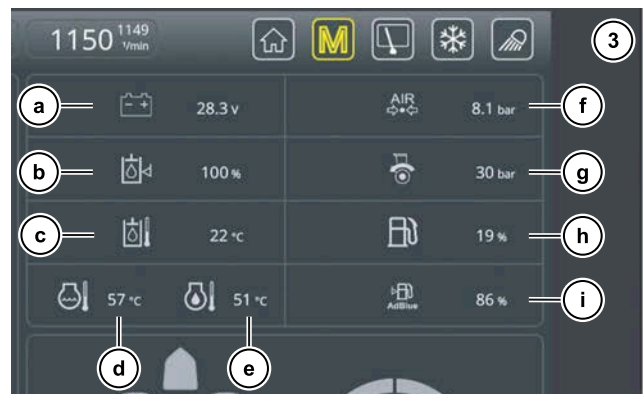 1150 1149
1/min
M
3
a
28.3 v
AIR
8.1 bar
f
b
100 %
30 bar
g
c
22 °C
19 %
h
57 °C
51 °C
AdBlue
86 %
i
d
e